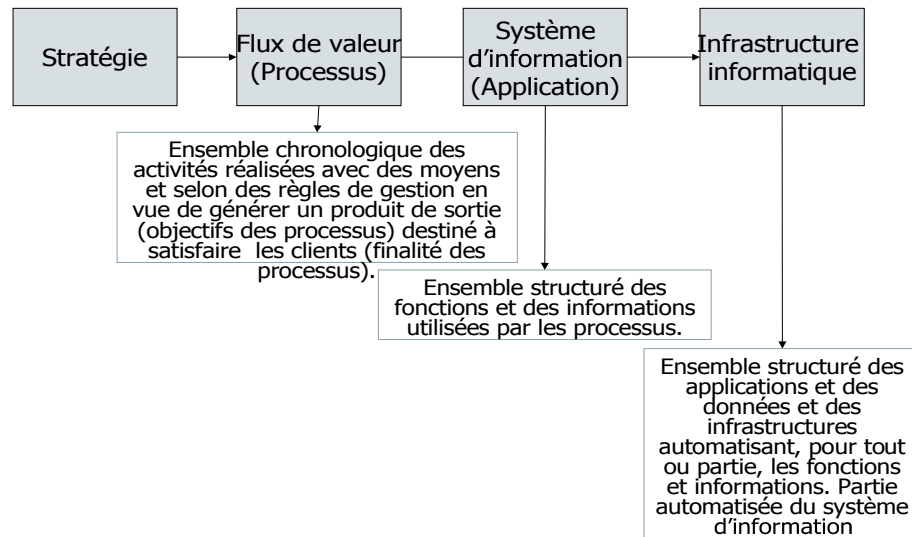 Stratégie
Flux de valeur
(Processus)
Système
d’information
(Application)
Infrastructure
informatique
Ensemble chronologique des
activités réalisées avec des moyens
et selon des règles de gestion en
vue de générer un produit de sortie
(objectifs des processus) destiné à
satisfaire les clients (finalité des
processus).
Ensemble structuré des
fonctions et des informations
utilisées par les processus.
Ensemble structuré des
applications et des
données et des
infrastructures
automatisant, pour tout
ou partie, les fonctions
et informations. Partie
automatisée du système
d’information